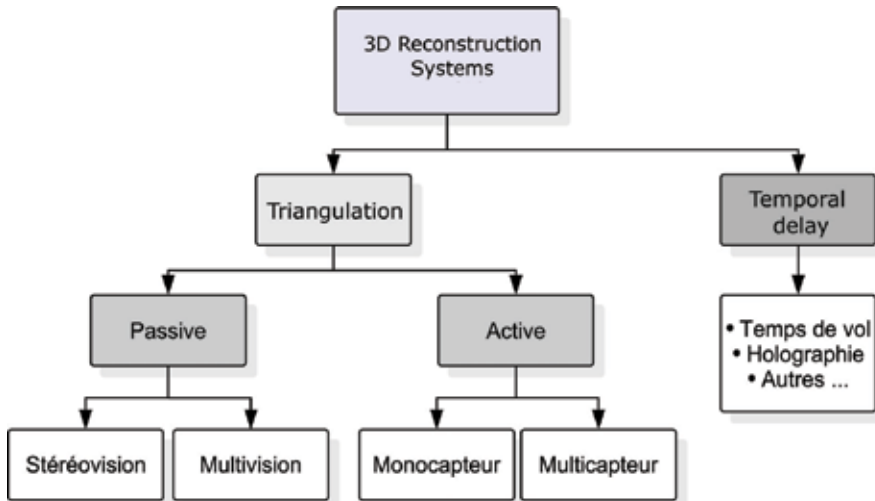 3D Reconstruction
Systems
Triangulation
Temporal
delay
Passive
Active
• Temps de vol
• Holographie
• Autres ...
Stéréovision
Multivision
Monocapteur
Multicapteur